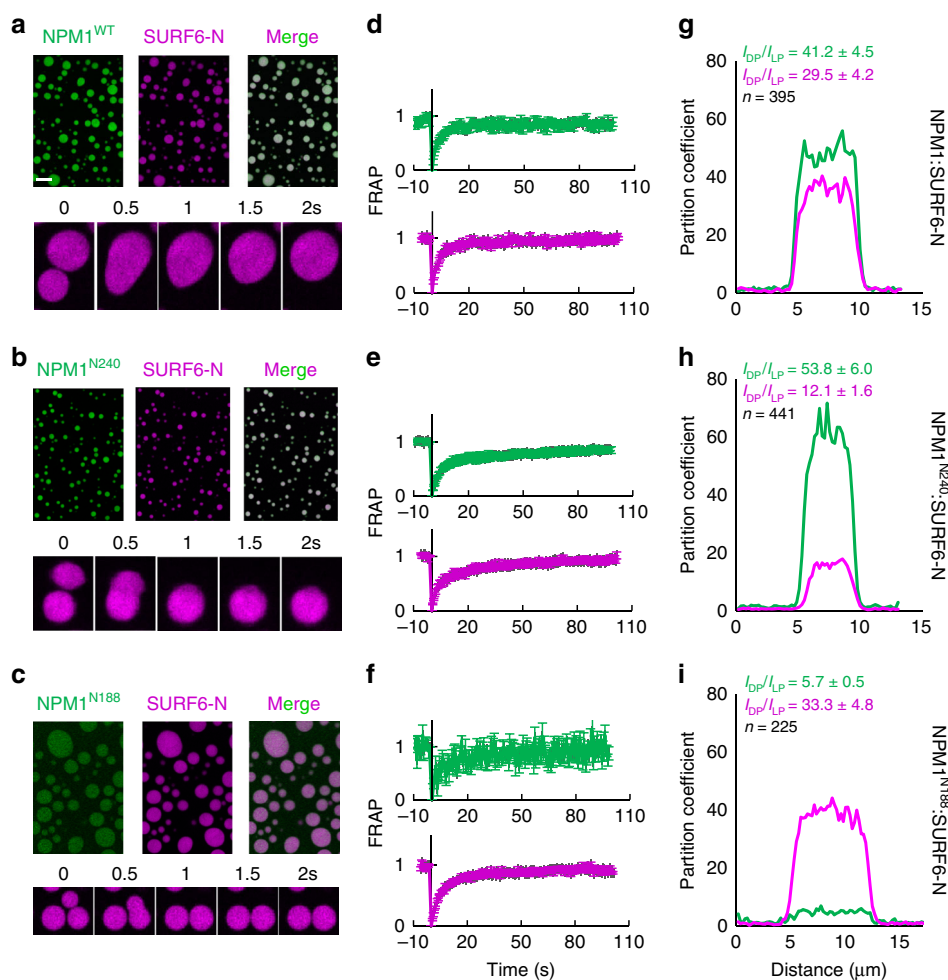 a
NPM1WT SURF6-N Merge
0 0.5 1 1.5 2s
b
NPM1N240 SURF6-N Merge
0 0.5 1 1.5 2s
c
NPM1N188 SURF6-N Merge
0 0.5 1 1.5 2s
d
1
0
−10 20 50 80 110
FRAP
1
0
−10 20 50 80 110
e
1
0
−10 20 50 80 110
FRAP
1
0
−10 20 50 80 110
f
1
0
−10 20 50 80 110
FRAP
1
0
−10 20 50 80 110
Time (s)
g
IDP/ILP = 41.2 ± 4.5
IDP/ILP = 29.5 ± 4.2
n = 395
80
60
40
20
0
Partition coefficient
0 5 10 15
NPM1:SURF6-N
h
IDP/ILP = 53.8 ± 6.0
IDP/ILP = 12.1 ± 1.6
n = 441
80
60
40
20
0
Partition coefficient
0 5 10 15
NPM1N240:SURF6-N
i
IDP/ILP = 5.7 ± 0.5
IDP/ILP = 33.3 ± 4.8
n = 225
80
60
40
20
0
Partition coefficient
0 5 10 15
Distance (μm)
NPM1N188:SURF6-N